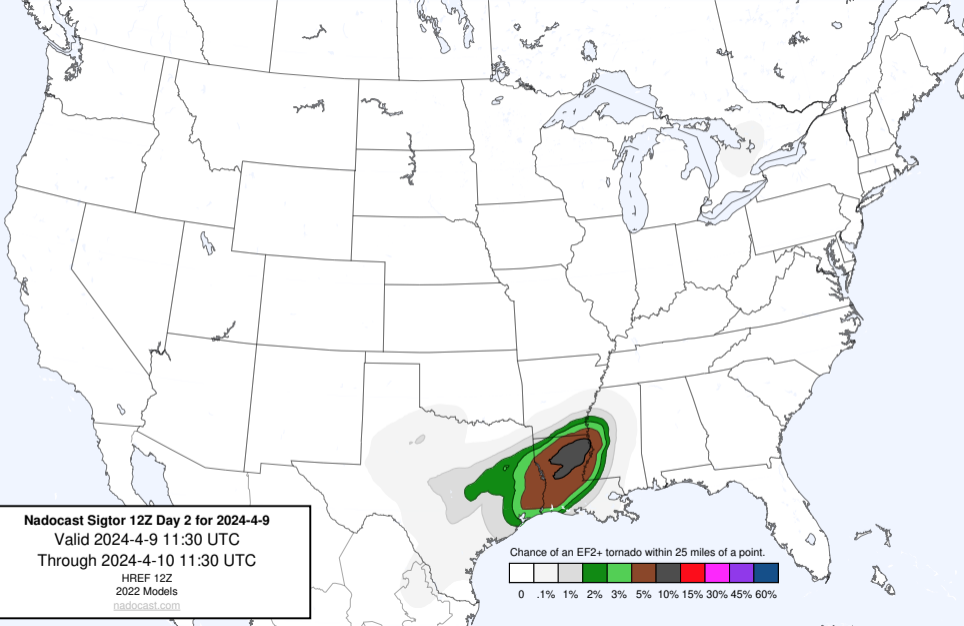 Nadocast Sigtor 12Z Day 2 for 2024-4-9
Valid 2024-4-9 11:30 UTC
Through 2024-4-10 11:30 UTC
HREF 12Z
2022 Models
nadocast.com
Chance of an EF2+ tornado within 25 miles of a point.
0 .1% 1% 2% 3% 5% 10% 15% 30% 45% 60%